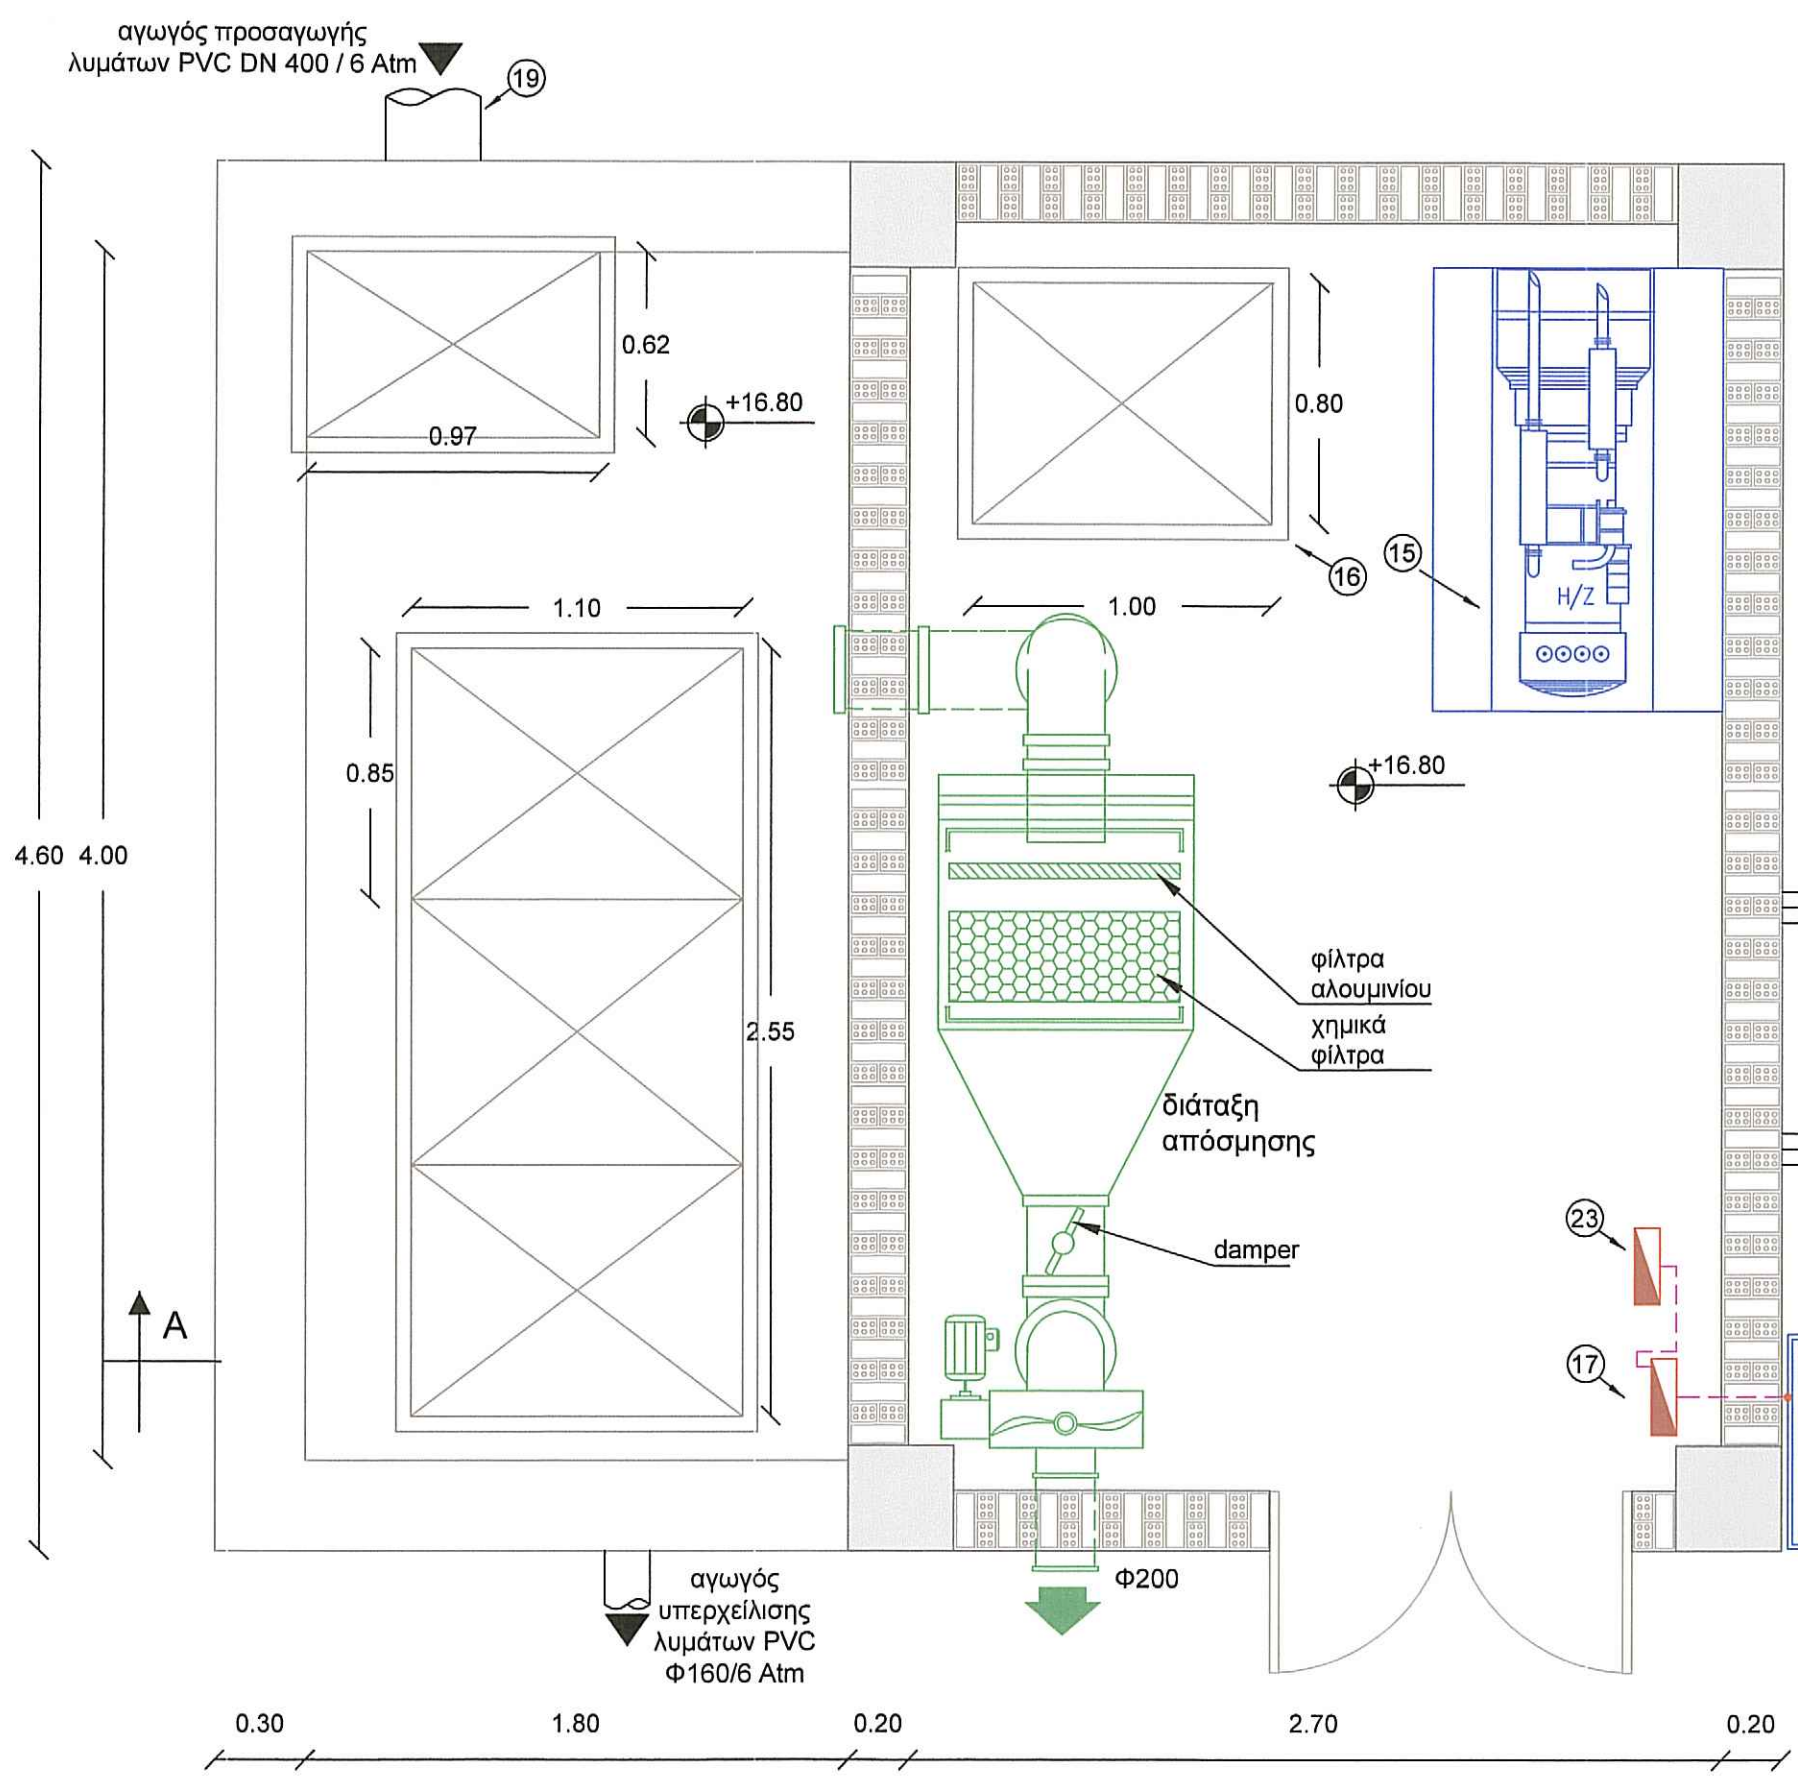 αγωγός προσαγωγής
λυμάτων PVC DN 400 / 6 Atm
19
0.62
+16.80
0.97
0.80
16
15
H/Z
1.10
1.00
0.85
+16.80
4.60
4.00
2.55
φίλτρα
αλουμινίου
χημικά
φίλτρα
διάταξη
απόσμησης
damper
23
17
A
Φ200
αγωγός
υπερχείλισης
λυμάτων PVC
Φ160/6 Atm
0.30
1.80
0.20
2.70
0.20